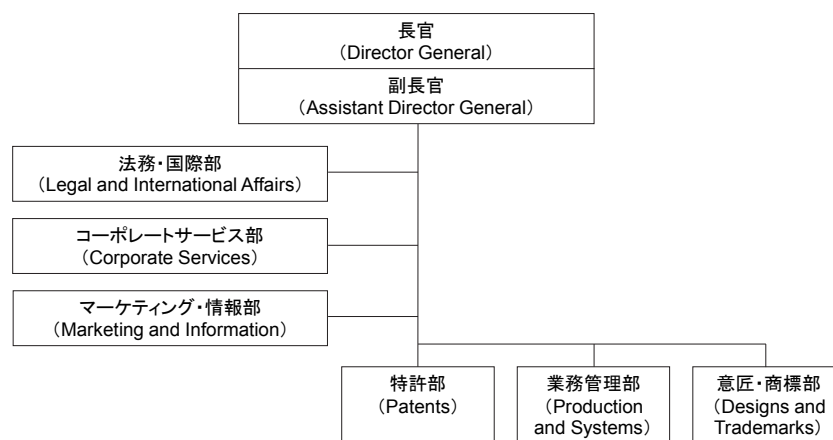 長官
（Director General）
副長官
（Assistant Director General）
法務・国際部
（Legal and International Affairs）
コーポレートサービス部
（Corporate Services）
マーケティング・情報部
（Marketing and Information）
特許部
（Patents）
業務管理部
（Production
and Systems）
意匠・商標部
（Designs and
Trademarks）